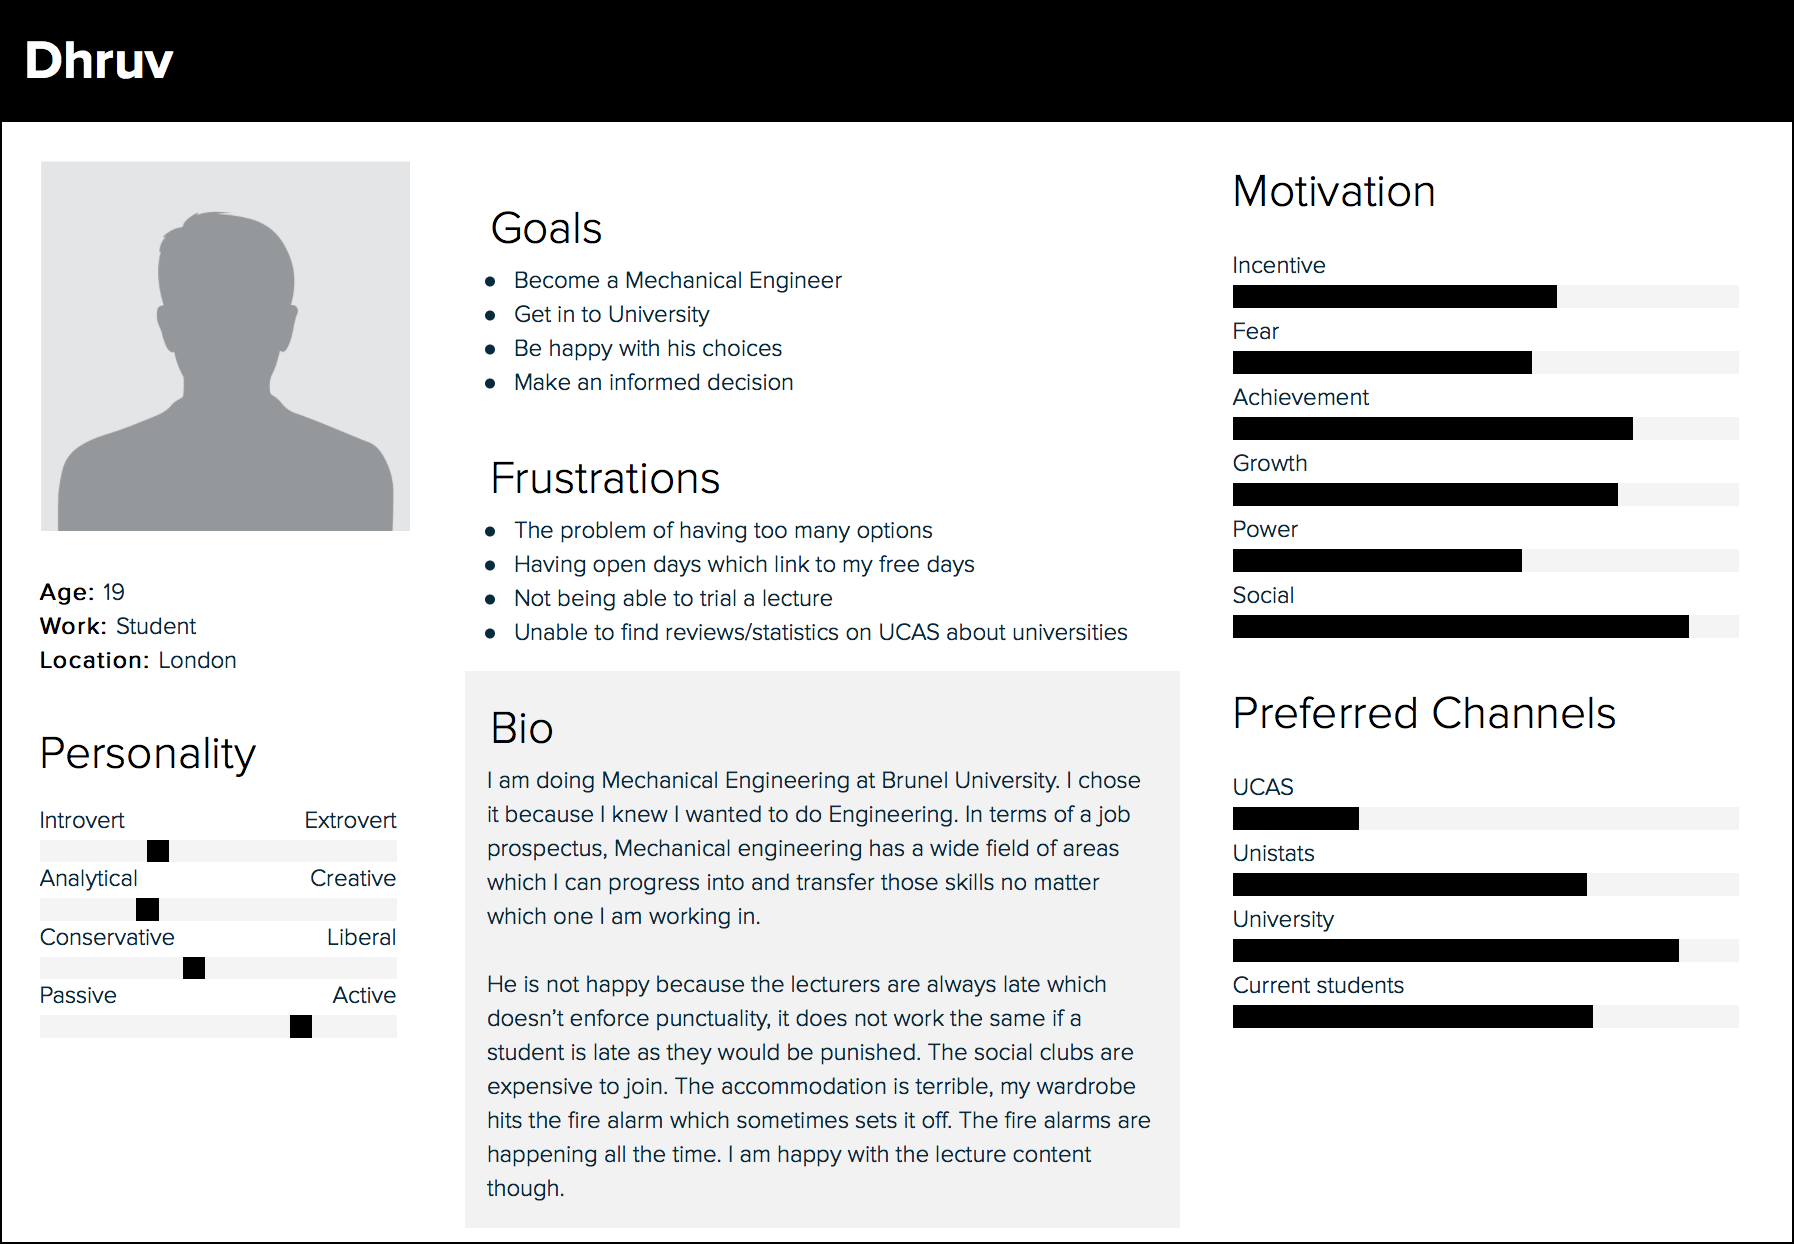 Dhruv
Age: 19
Work: Student
Location: London
Personality
Introvert Extrovert
Analytical Creative
Conservative Liberal
Passive Active
Goals
Become a Mechanical Engineer
Get in to University
Be happy with his choices
Make an informed decision
Frustrations
The problem of having too many options
Having open days which link to my free days
Not being able to trial a lecture
Unable to find reviews/statistics on UCAS about universities
Bio
I am doing Mechanical Engineering at Brunel University. I chose
it because I knew I wanted to do Engineering. In terms of a job
prospectus, Mechanical engineering has a wide field of areas
which I can progress into and transfer those skills no matter
which one I am working in.
He is not happy because the lecturers are always late which
doesn’t enforce punctuality, it does not work the same if a
student is late as they would be punished. The social clubs are
expensive to join. The accommodation is terrible, my wardrobe
hits the fire alarm which sometimes sets it off. The fire alarms are
happening all the time. I am happy with the lecture content
though.
Motivation
Incentive
Fear
Achievement
Growth
Power
Social
Preferred Channels
UCAS
Unistats
University
Current students